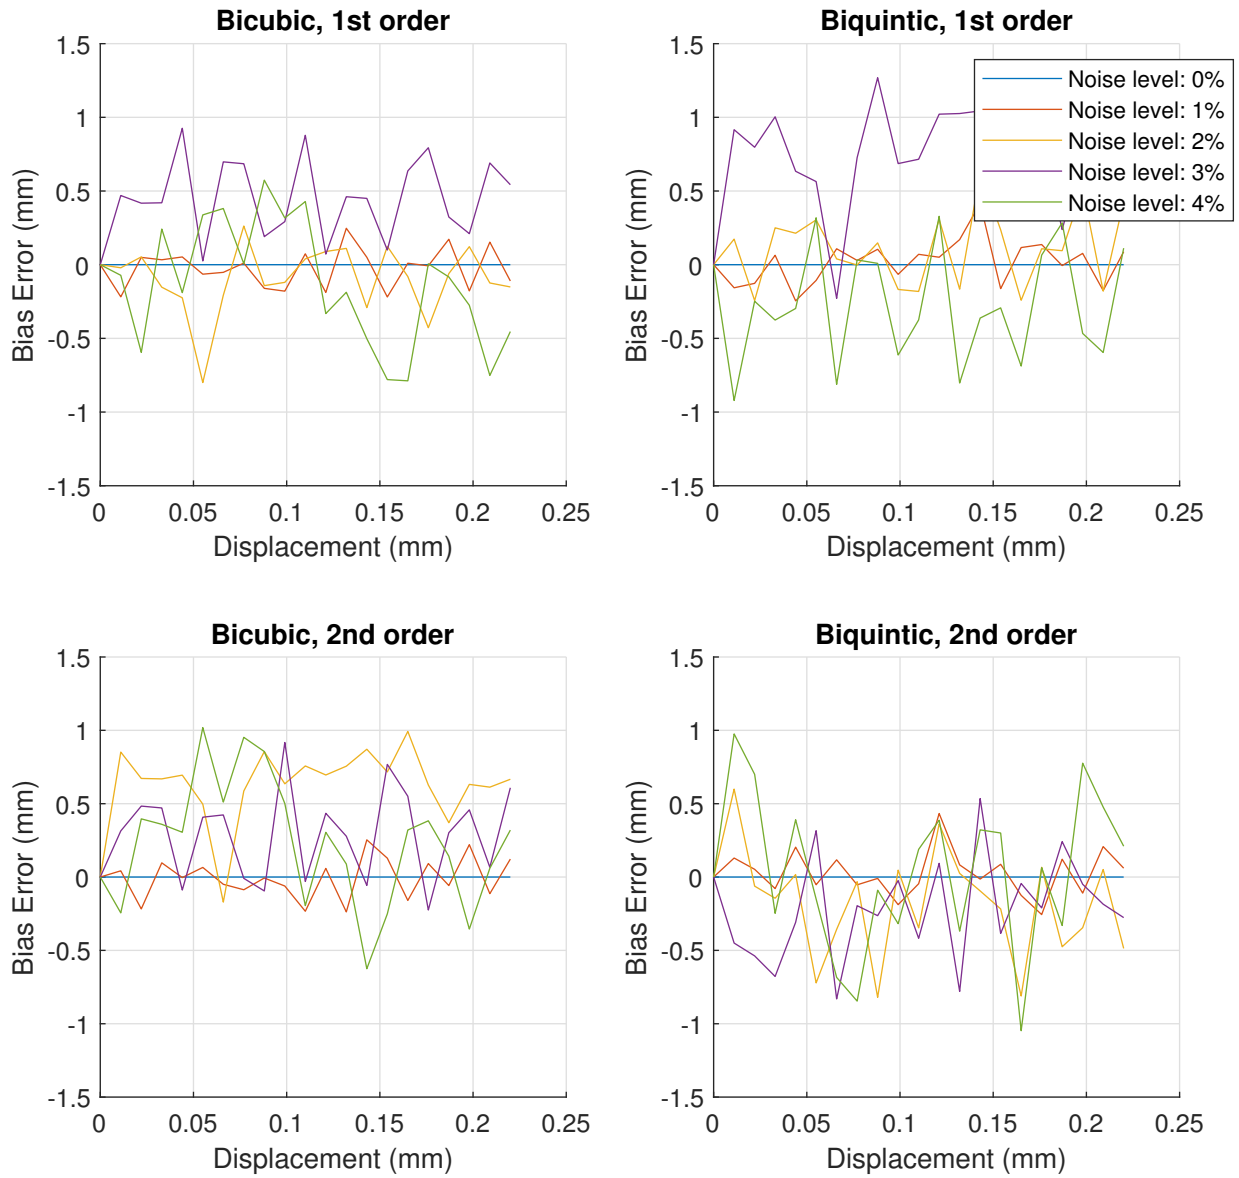 Bicubic, 1st order
1.5
1
0.5
0
-0.5
-1
-1.5
Bias Error (mm)
0 0.05 0.1 0.15 0.2 0.25
Displacement (mm)
Biquintic, 1st order
1.5
1
0.5
0
-0.5
-1
-1.5
Bias Error (mm)
0 0.05 0.1 0.15 0.2 0.25
Displacement (mm)
Noise level: 0%
Noise level: 1%
Noise level: 2%
Noise level: 3%
Noise level: 4%
Bicubic, 2nd order
1.5
1
0.5
0
-0.5
-1
-1.5
Bias Error (mm)
0 0.05 0.1 0.15 0.2 0.25
Displacement (mm)
Biquintic, 2nd order
1.5
1
0.5
0
-0.5
-1
-1.5
Bias Error (mm)
0 0.05 0.1 0.15 0.2 0.25
Displacement (mm)